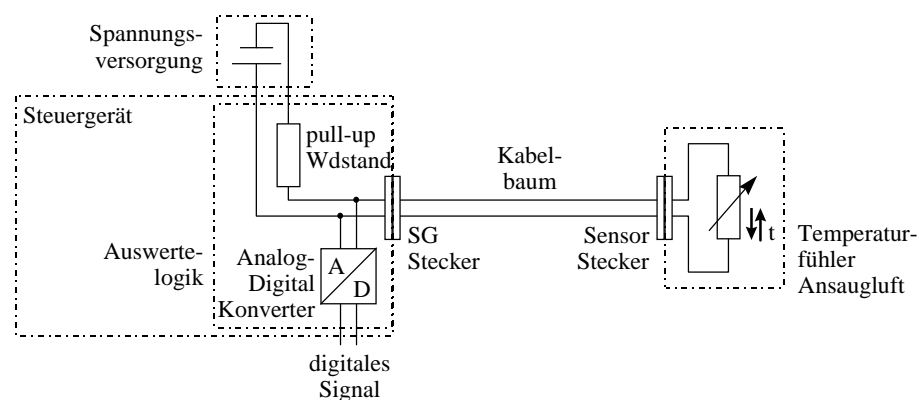 Spannungs-
versorgung
Steuergerät
pull-up
Wdstand
Kabel-
baum
Auswerte-
logik
Analog-
Digital
Konverter
A
D
SG
Stecker
Sensor
Stecker
t
Temperatur-
fühler
Ansaugluft
digitales
Signal